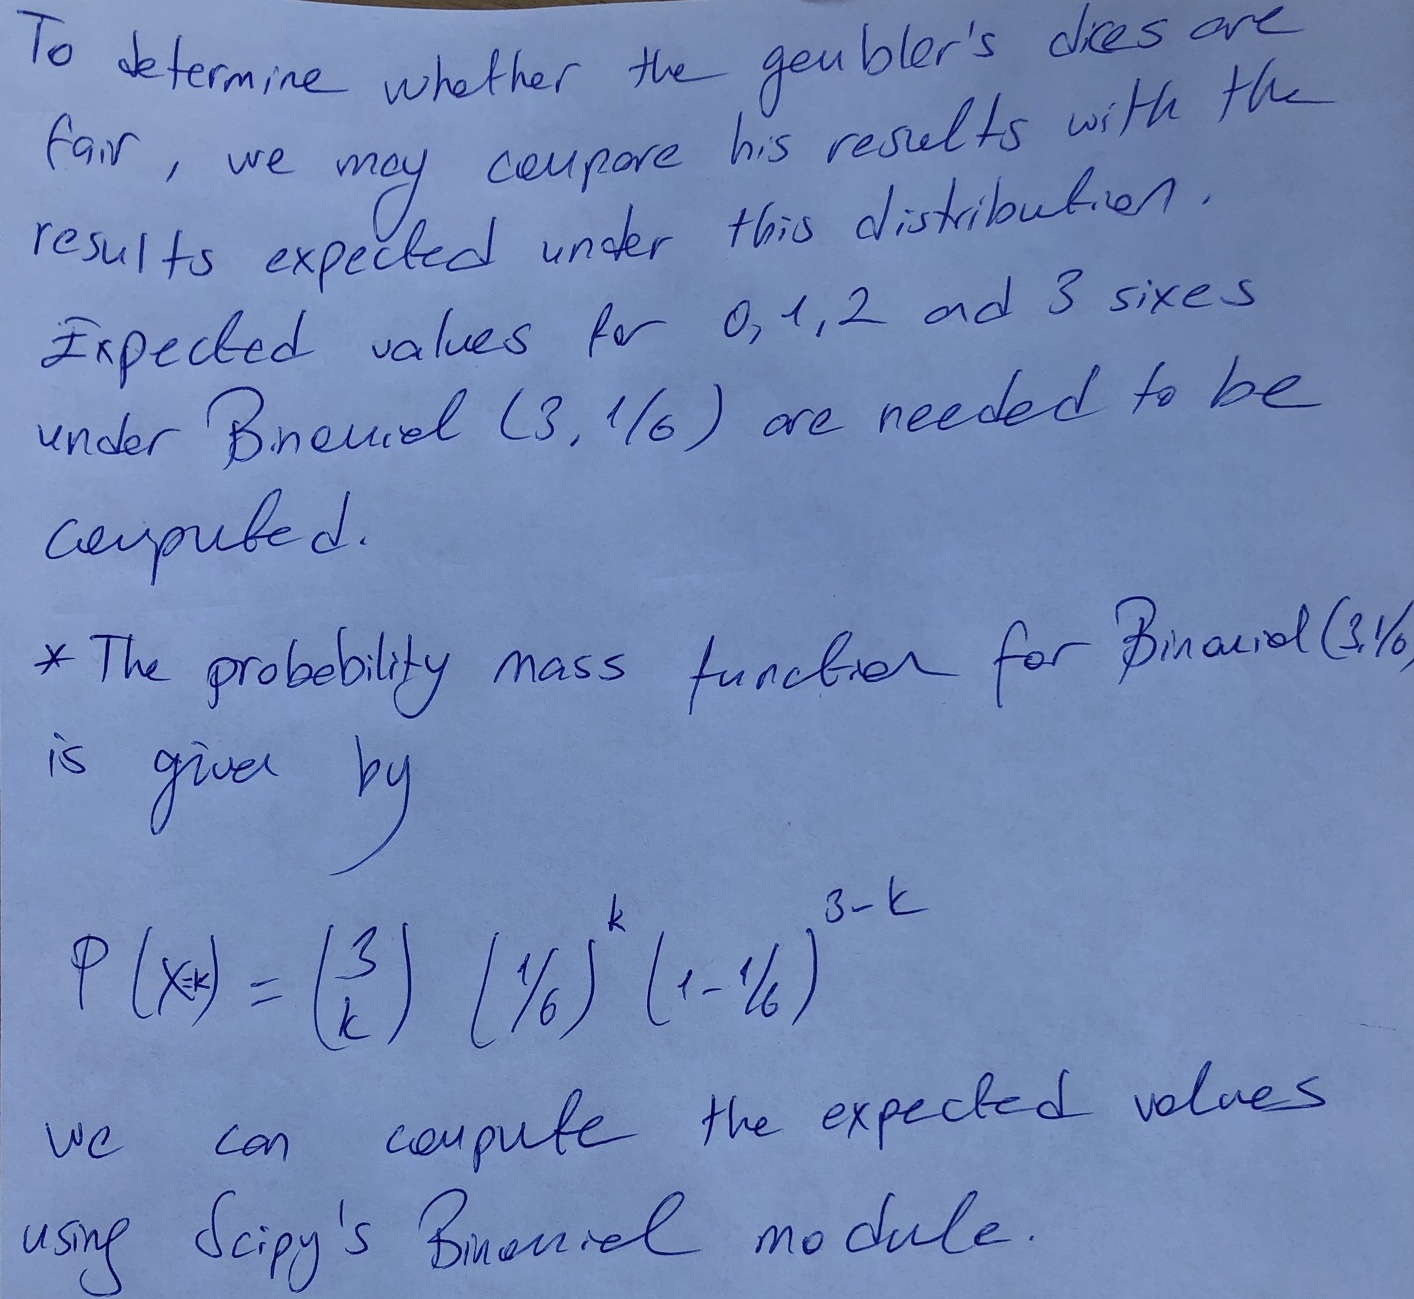 To determine whether the geubler's dices are
fair, we may compare his results with the
results expected under this distribution.
Expected values for 0, 1, 2 and 3 sixes
under Binomial (3, 1/6) are needed to be
computed.
* The probebility mass function for Binomial (3, 1/6)
is given by
P(X=k) = (3 k) (1/6)^k (1-1/6)^3-k
we can compute the expected values
using Scipy's Binomial module.